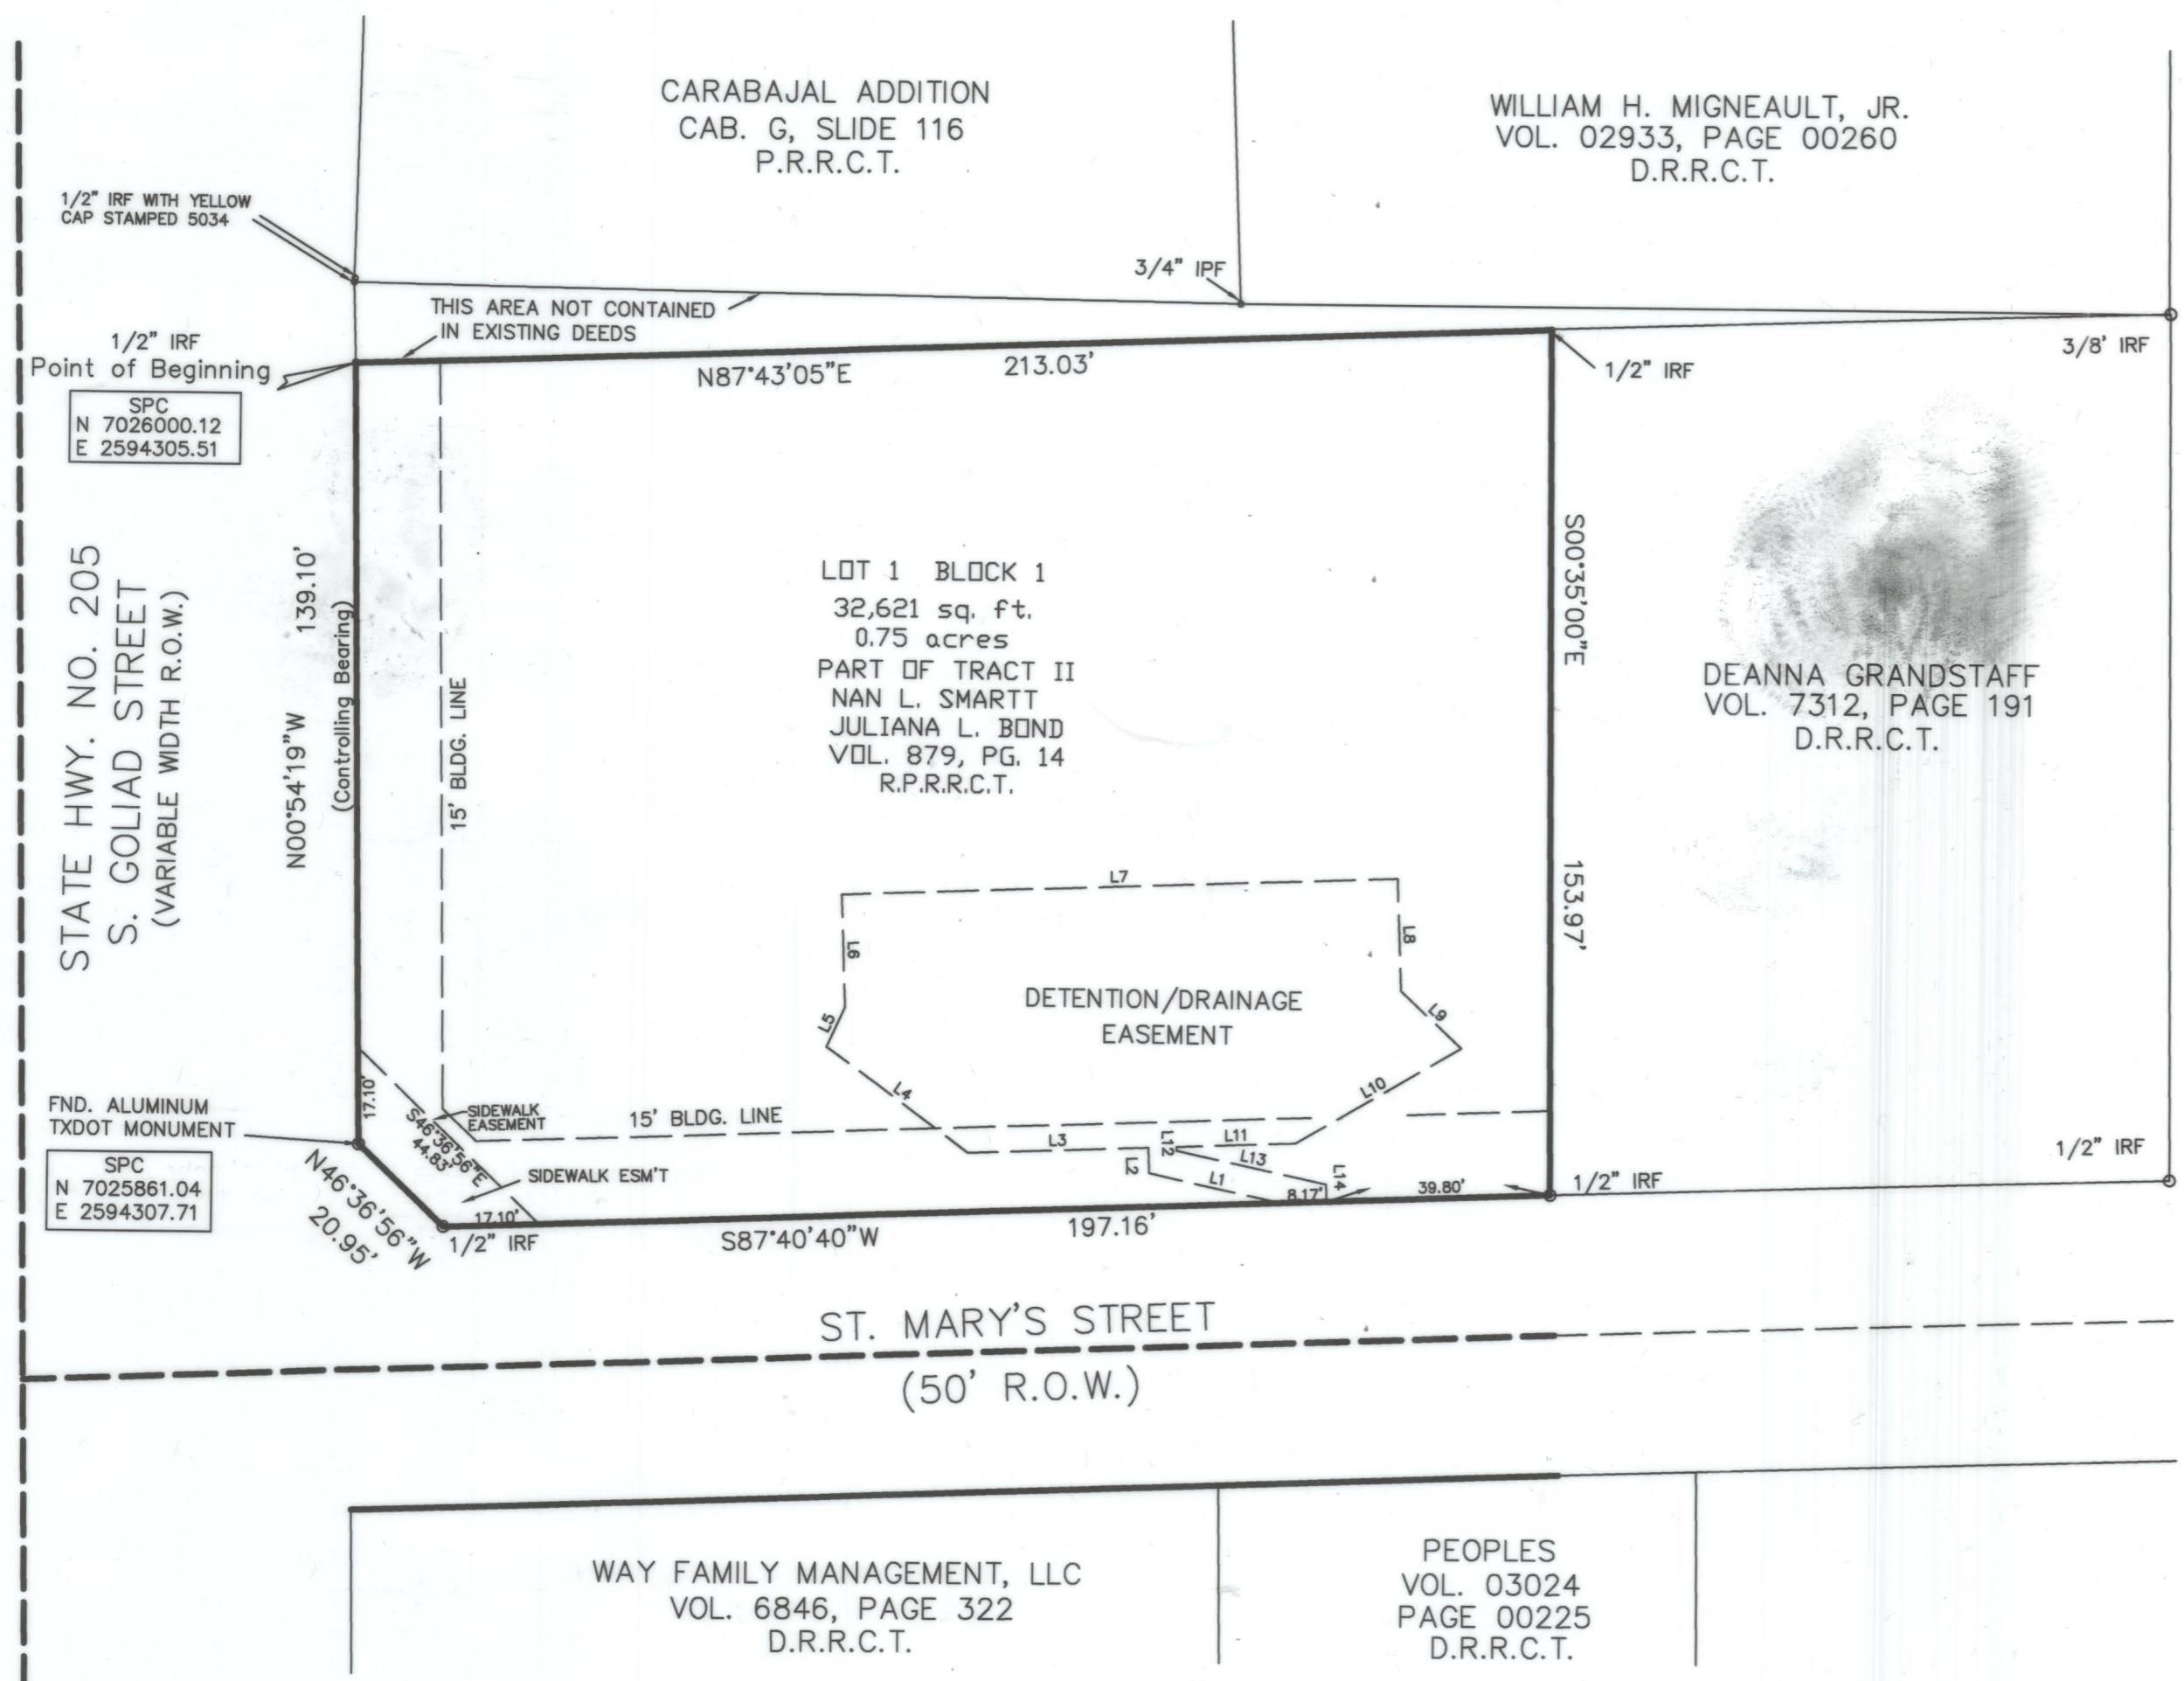 CARABAJAL ADDITION
CAB. G, SLIDE 116
P.R.R.C.T.
WILLIAM H. MIGNEAULT, JR.
VOL. 02933, PAGE 00260
D.R.R.C.T.
1/2" IRF WITH YELLOW
CAP STAMPED 5034
3/4" IPF
THIS AREA NOT CONTAINED
IN EXISTING DEEDS
1/2" IRF
Point of Beginning
SPC
N 7026000.12
E 2594305.51
N87°43'05"E
213.03'
1/2" IRF
3/8' IRF
STATE HWY. NO. 205
S. GOLIAD STREET
(VARIABLE WIDTH R.O.W.)
N00°54'19"W
139.10'
(Controlling Bearing)
15' BLDG. LINE
LOT 1 BLOCK 1
32,621 sq. ft.
0.75 acres
PART OF TRACT II
NAN L. SMARTT
JULIANA L. BOND
VOL. 879, PG. 14
R.P.R.R.C.T.
S00°35'00"E
153.97'
DEANNA GRANDSTAFF
VOL. 7312, PAGE 191
D.R.R.C.T.
L7
L6
L8
DETENTION/DRAINAGE
EASEMENT
L5
L9
L4
L10
17.10'
FND. ALUMINUM
TXDOT MONUMENT
SPC
N 7025861.04
E 2594307.71
SIDEWALK
EASEMENT
S46°36'56"E
44.83'
15' BLDG. LINE
L3
L12
L11
L2
L13
L1
L14
SIDEWALK ESM'T
8.17'
39.80'
1/2" IRF
1/2" IRF
N46°36'56"W
20.95'
17.10'
1/2" IRF
S87°40'40"W
197.16'
ST. MARY'S STREET
(50' R.O.W.)
WAY FAMILY MANAGEMENT, LLC
VOL. 6846, PAGE 322
D.R.R.C.T.
PEOPLES
VOL. 03024
PAGE 00225
D.R.R.C.T.